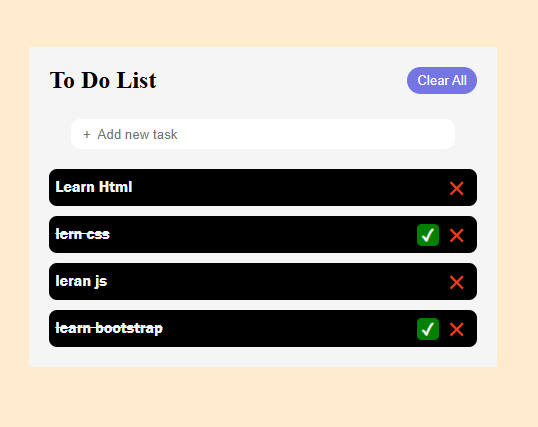 To Do List
Clear All
+ Add new task
Learn Html
lern css
leran js
learn bootstrap